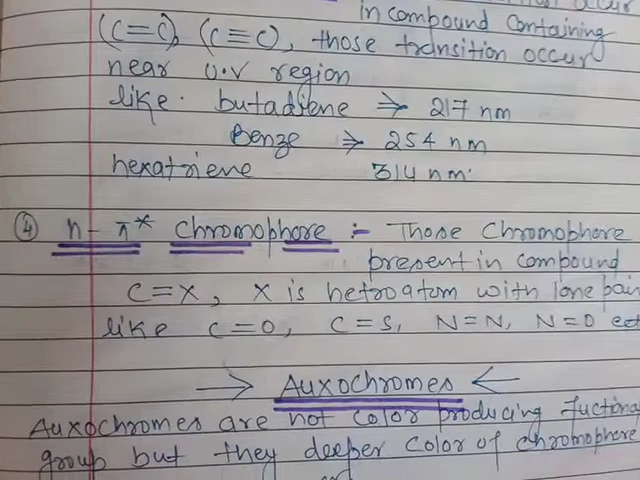 in compound Containing
(C=C), (C≡C), those transition occur
near U.V region
like. butadiene ⇒ 217 nm
Benze ⇒ 254 nm
hexatriene 314 nm.
④ n-π* Chromophore :- Those Chromophore
present in compound
C=X, X is hetroatom with lone pair
like C=O, C=S, N=N, N=O ect
→ Auxochromes ←
Auxochromes are not color producing fuctiona
group but they deeper color of chromophore